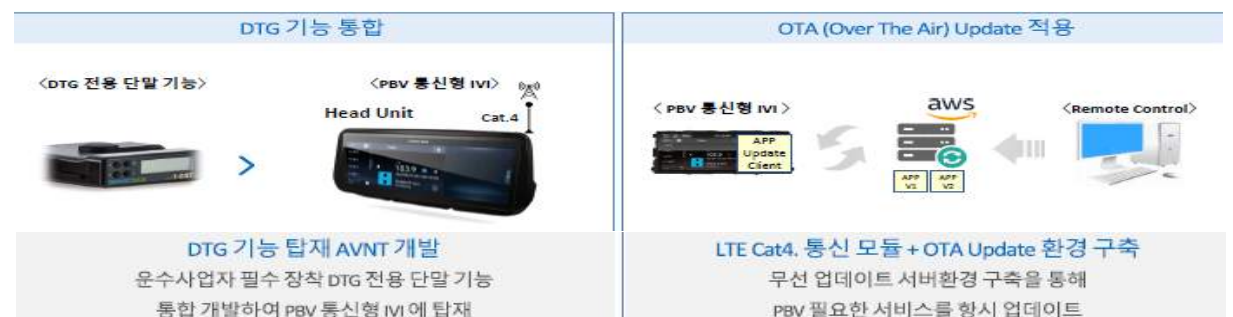 DTG 기능 통합
OTA (Over The Air) Update 적용
<DTG 전용 단말 기능>
<PBV 통신형 IVI>
Head Unit
Cat.4
< PBV 통신형 IVI >
APP
Update
Client
aws
APP
V1
APP
V2
<Remote Control>
DTG 기능 탑재 AVNT 개발
운수사업자 필수 장착 DTG 전용 단말 기능
통합 개발하여 PBV 통신형 IVI 에 탑재
LTE Cat4. 통신 모듈 + OTA Update 환경 구축
무선 업데이트 서버환경 구축을 통해
PBV 필요한 서비스를 항시 업데이트